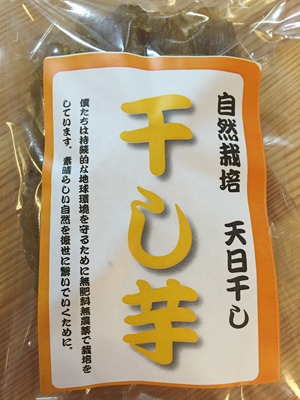 自然栽培 天日干し
干し芋
僕たちは持続的な地球環境を守るために無肥料無農薬で栽培を
しています。素晴らしい自然を後世に繋いでいくために。